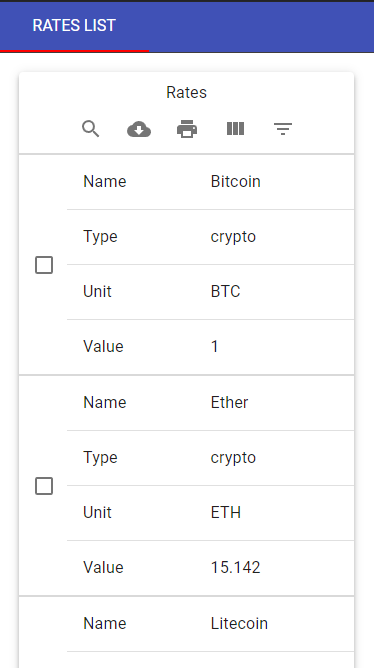 RATES LIST
Rates
Name Bitcoin
Type crypto
Unit BTC
Value 1
Name Ether
Type crypto
Unit ETH
Value 15.142
Name Litecoin